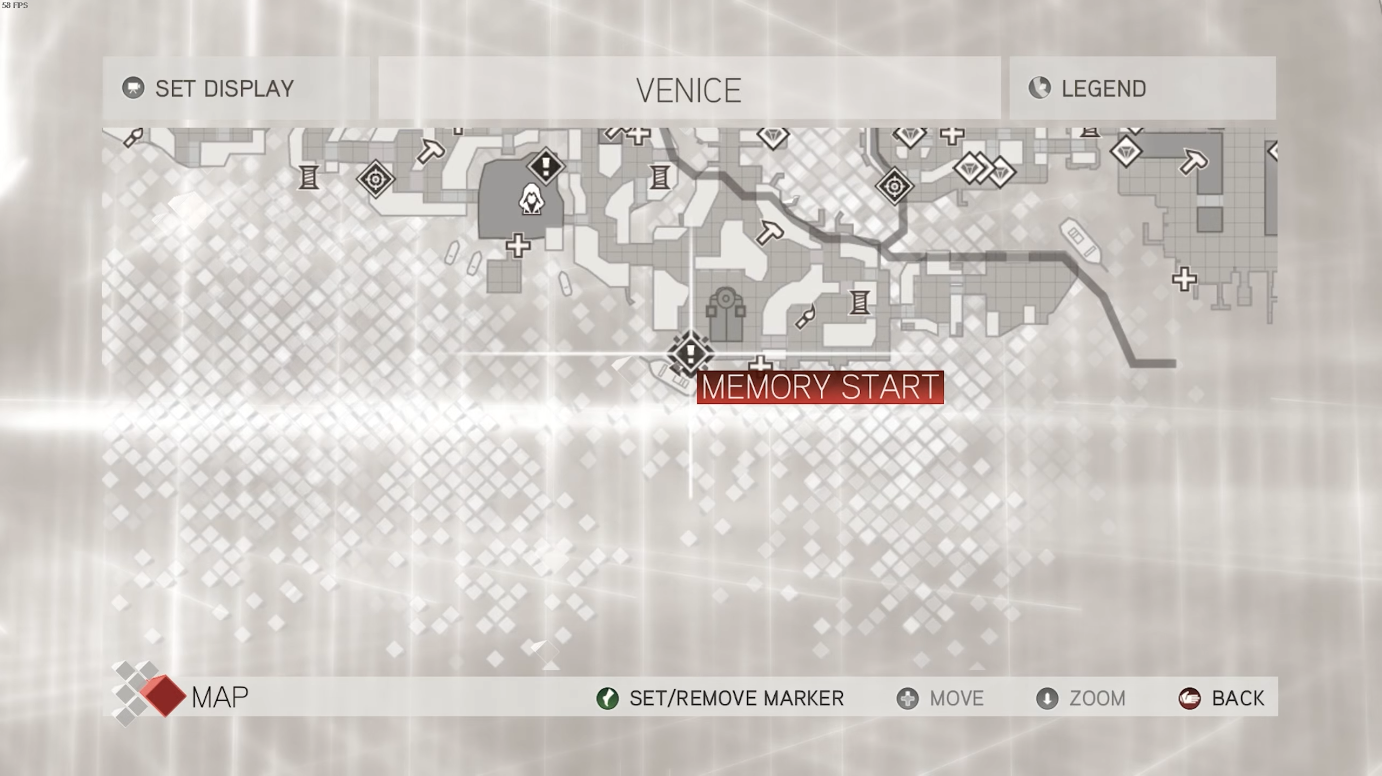 58 FPS
SET DISPLAY
VENICE
LEGEND
MEMORY START
MAP
SET/REMOVE MARKER
MOVE
ZOOM
BACK